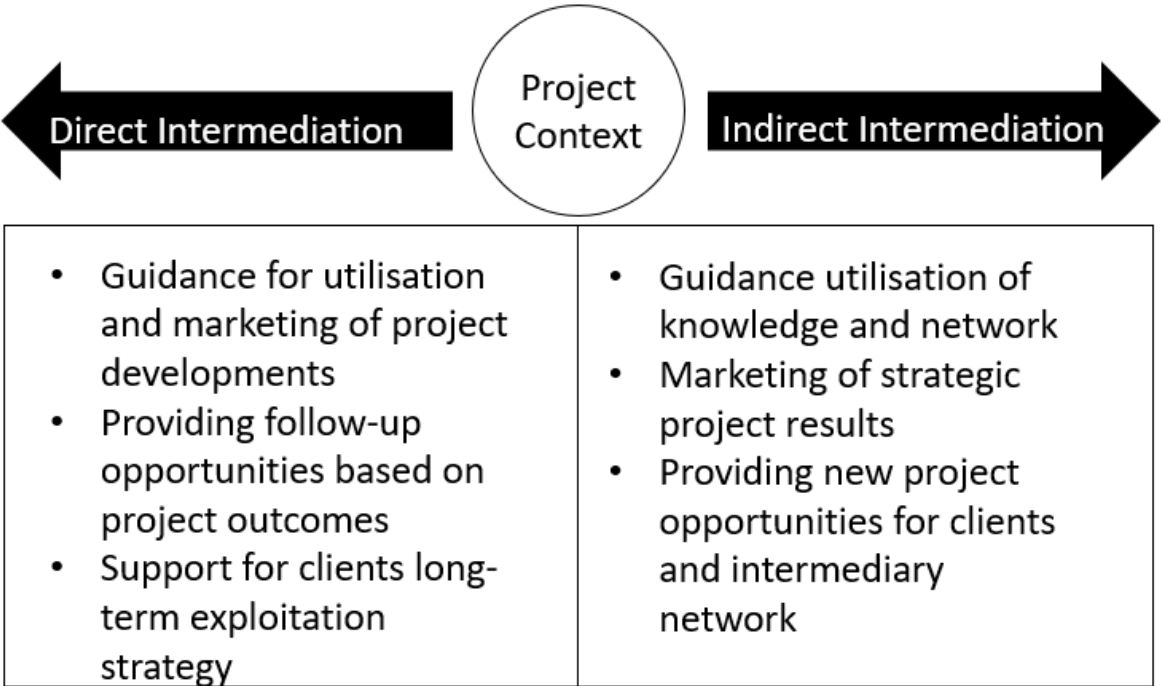 Project
Context
Direct Intermediation
Indirect Intermediation
• Guidance for utilisation
and marketing of project
developments
• Providing follow-up
opportunities based on
project outcomes
• Support for clients long-
term exploitation
strategy
• Guidance utilisation of
knowledge and network
• Marketing of strategic
project results
• Providing new project
opportunities for clients
and intermediary
network